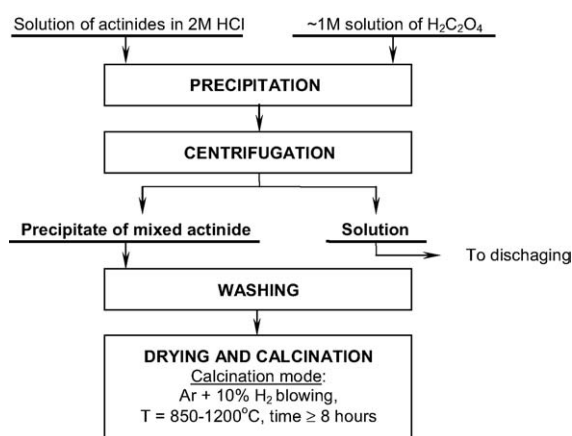 Solution of actinides in 2M HCl
~1M solution of H₂C₂O₄
PRECIPITATION
CENTRIFUGATION
Precipitate of mixed actinide
Solution
To dischaging
WASHING
DRYING AND CALCINATION
Calcination mode:
Ar + 10% H₂ blowing,
T = 850-1200°C, time ≥ 8 hours